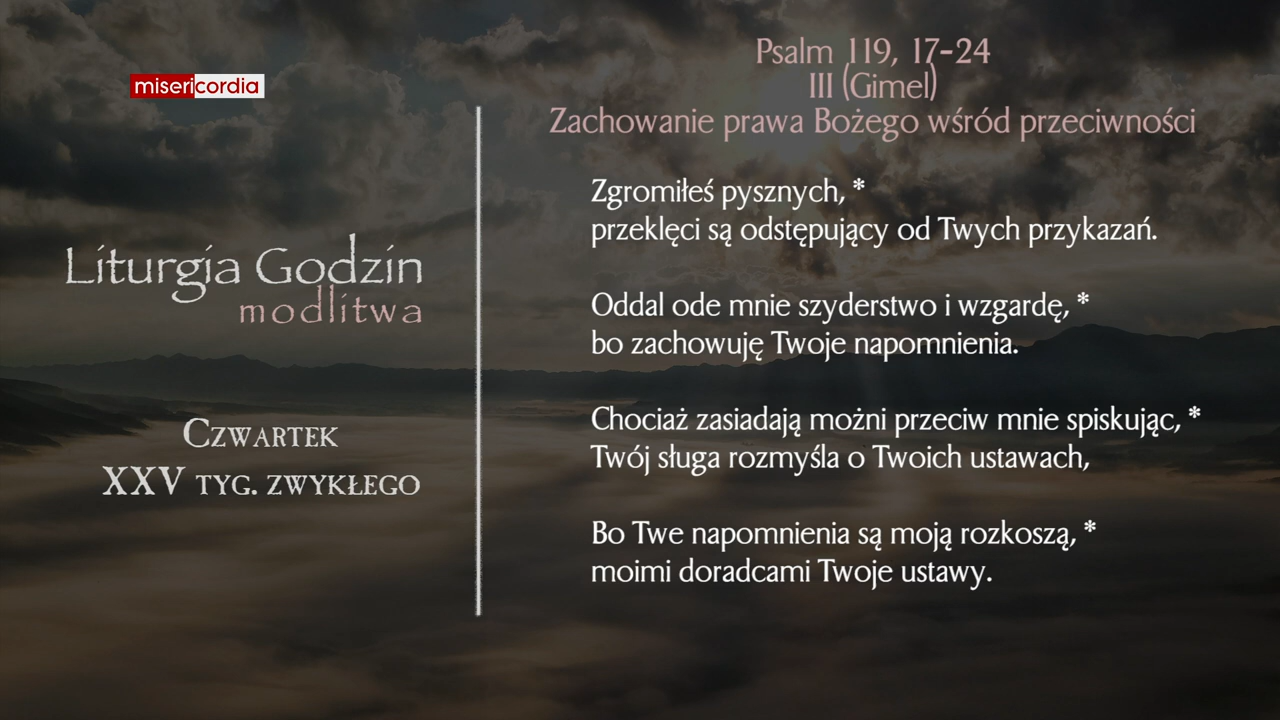 misericordia
Liturgia Godzin
modlitwa
Czwartek
XXV tyg. zwykłego
Psalm 119, 17-24
III (Gimel)
Zachowanie prawa Bożego wśród przeciwności
Zgromiłeś pysznych, *
przeklęci są odstępujący od Twych przykazań.
Oddal ode mnie szyderstwo i wzgardę, *
bo zachowuję Twoje napomnienia.
Chociaż zasiadają możni przeciw mnie spiskując, *
Twój sługa rozmyśla o Twoich ustawach,
Bo Twe napomnienia są moją rozkoszą, *
moimi doradcami Twoje ustawy.